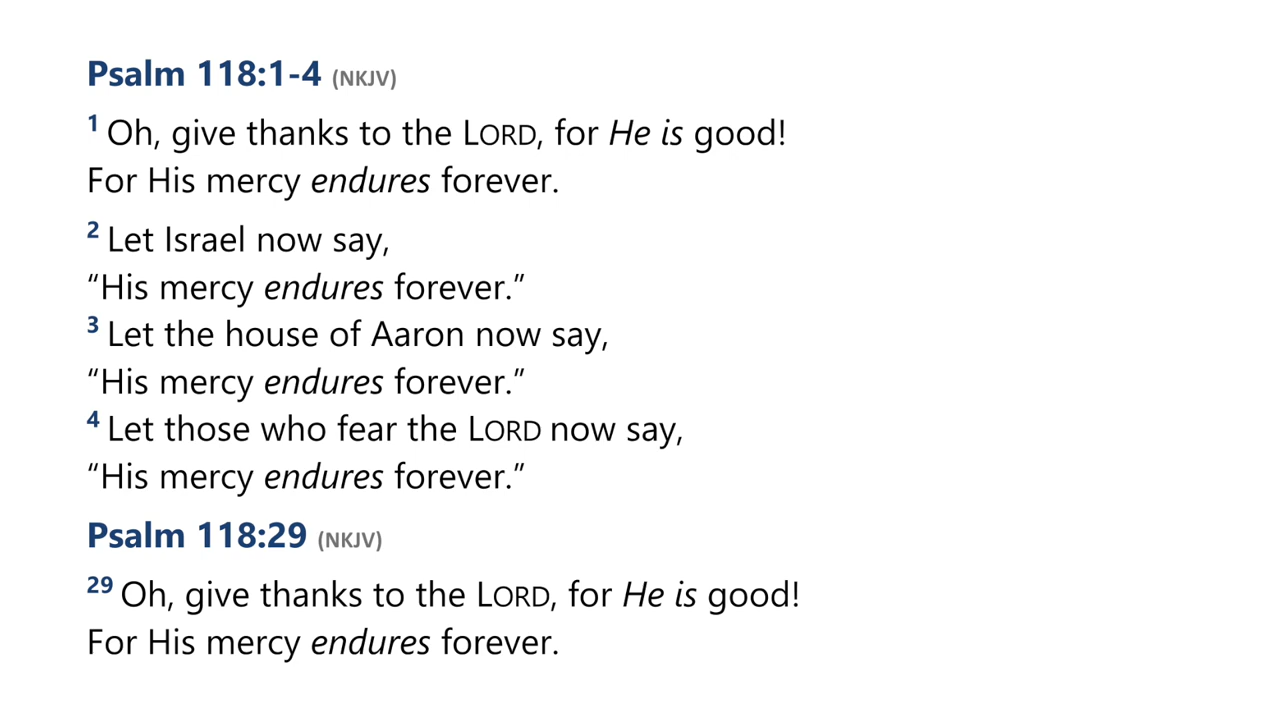 Psalm 118:1-4 (NKJV)
1 Oh, give thanks to the LORD, for He is good!
For His mercy endures forever.
2 Let Israel now say,
“His mercy endures forever.”
3 Let the house of Aaron now say,
“His mercy endures forever.”
4 Let those who fear the LORD now say,
“His mercy endures forever.”
Psalm 118:29 (NKJV)
29 Oh, give thanks to the LORD, for He is good!
For His mercy endures forever.